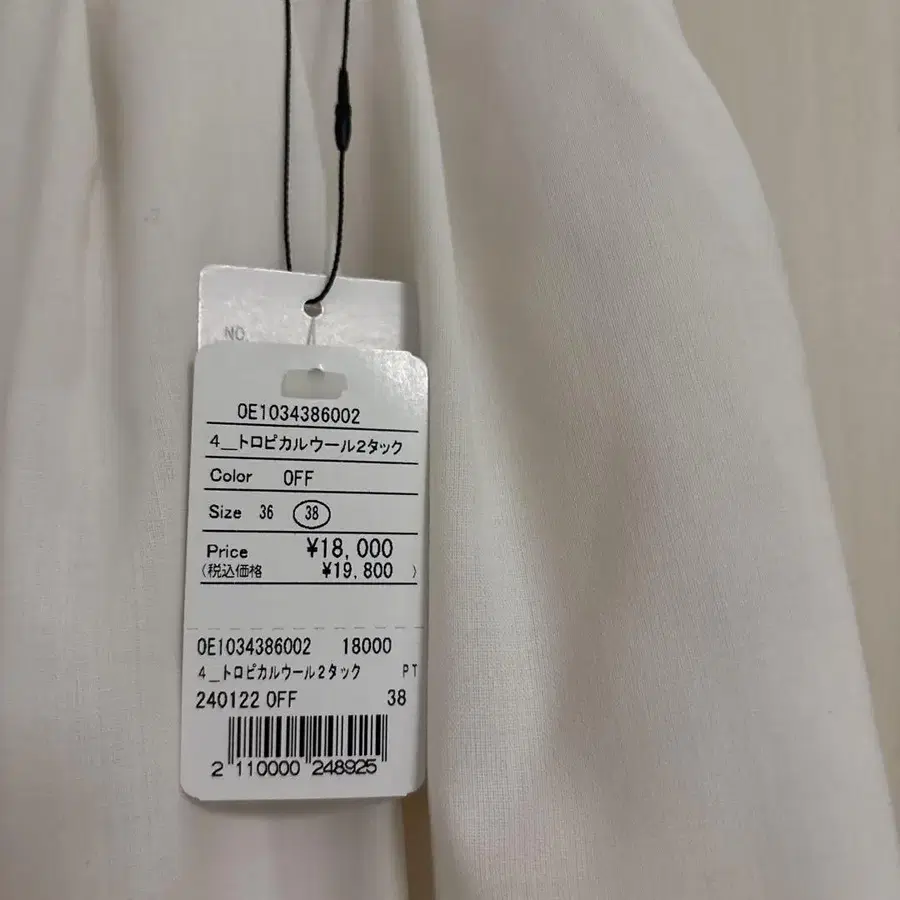 NO.
0E1034386002
4＿トロピカルウール2タック
Color OFF
Size 36 38
Price ¥18,000
(税込価格 ¥19,800 )
0E1034386002 18000
4＿トロピカルウール2タック PT
240122 OFF 38
2 110000 248925